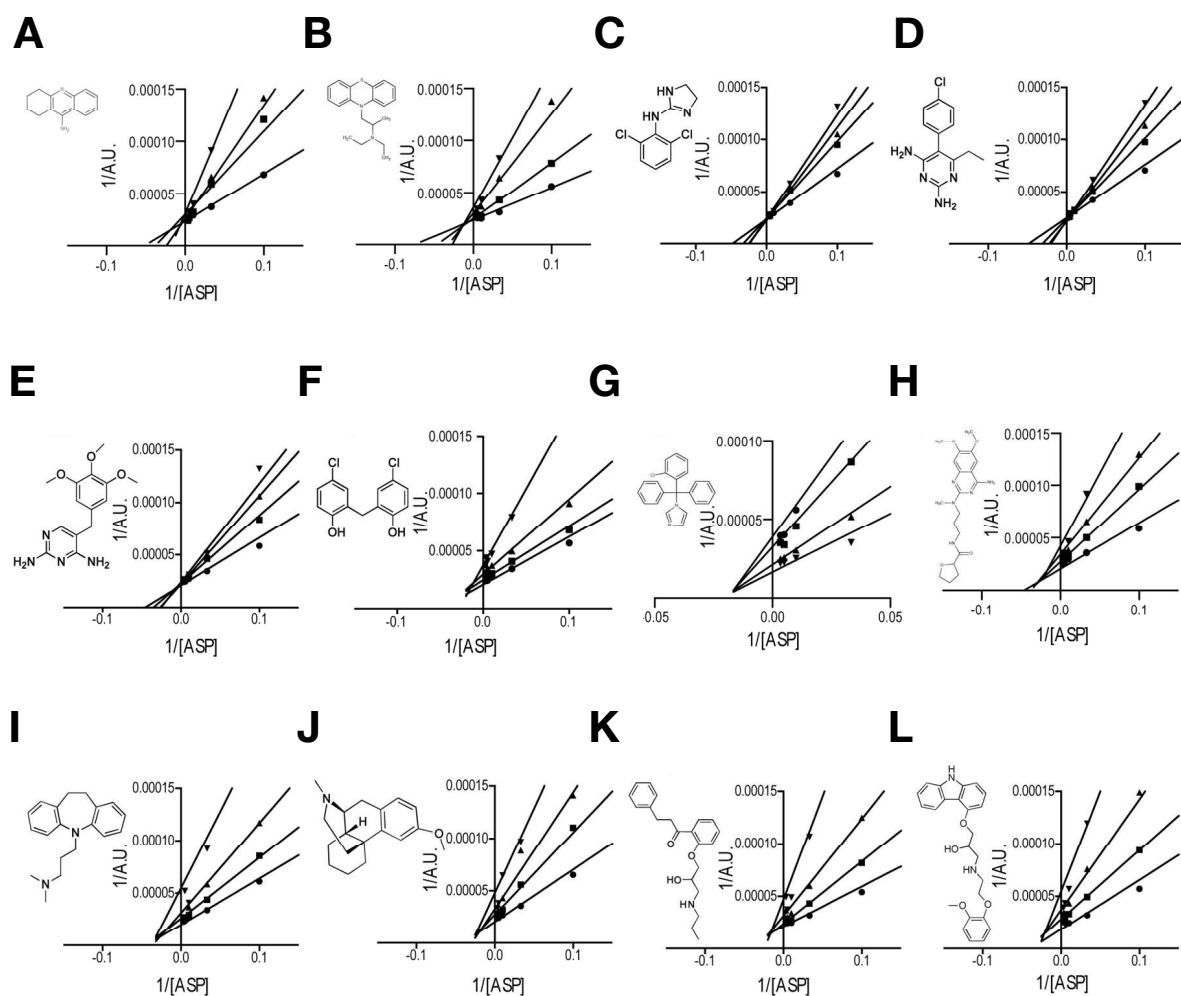 A B C D
0.00015
0.00010
0.00005
1/A.U.
-0.1 0.0 0.1
1/[ASP]
NH₂
0.00015
0.00010
0.00005
1/A.U.
-0.1 0.0 0.1
1/[ASP]
S
N
CH₃
H₃C
N
CH₃
0.00015
0.00010
0.00005
1/A.U.
-0.1 0.0 0.1
1/[ASP]
HN
HN N
Cl Cl
0.00015
0.00010
0.00005
1/A.U.
-0.1 0.0 0.1
1/[ASP]
Cl
H₂N
N N
NH₂
E F G H
0.00015
0.00010
0.00005
1/A.U.
-0.1 0.0 0.1
1/[ASP]
O
O O
N
H₂N N NH₂
0.00015
0.00010
0.00005
1/A.U.
-0.1 0.0 0.1
1/[ASP]
Cl Cl
OH OH
0.00010
0.00005
1/A.U.
-0.05 0.00 0.05
1/[ASP]
Cl
N
0.00015
0.00010
0.00005
1/A.U.
-0.1 0.0 0.1
1/[ASP]
I J K L
0.00015
0.00010
0.00005
1/A.U.
-0.1 0.0 0.1
1/[ASP]
N
N
0.00015
0.00010
0.00005
1/A.U.
-0.1 0.0 0.1
1/[ASP]
N
H
O
0.00015
0.00010
0.00005
1/A.U.
-0.1 0.0 0.1
1/[ASP]
O
O
HO
HN
0.00015
0.00010
0.00005
1/A.U.
-0.1 0.0 0.1
1/[ASP]
H
N
O
HO
HN
O
O